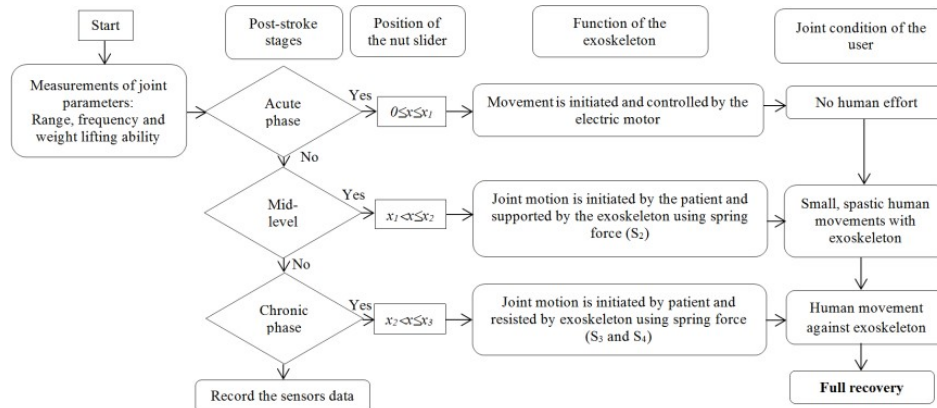 Start
Post-stroke
stages
Position of
the nut slider
Function of the
exoskeleton
Joint condition of the
user
Measurements of joint
parameters:
Range, frequency and
weight lifting ability
Acute
phase
Yes
0≤x≤x₁
Movement is initiated and controlled by the
electric motor
No human effort
No
Mid-
level
Yes
x₁<x≤x₂
Joint motion is initiated by the patient and
supported by the exoskeleton using spring
force (S₂)
Small, spastic human
movements with
exoskeleton
No
Chronic
phase
Yes
x₂<x≤x₃
Joint motion is initiated by patient and
resisted by exoskeleton using spring force
(S₃ and S₄)
Human movement
against exoskeleton
Record the sensors data
Full recovery